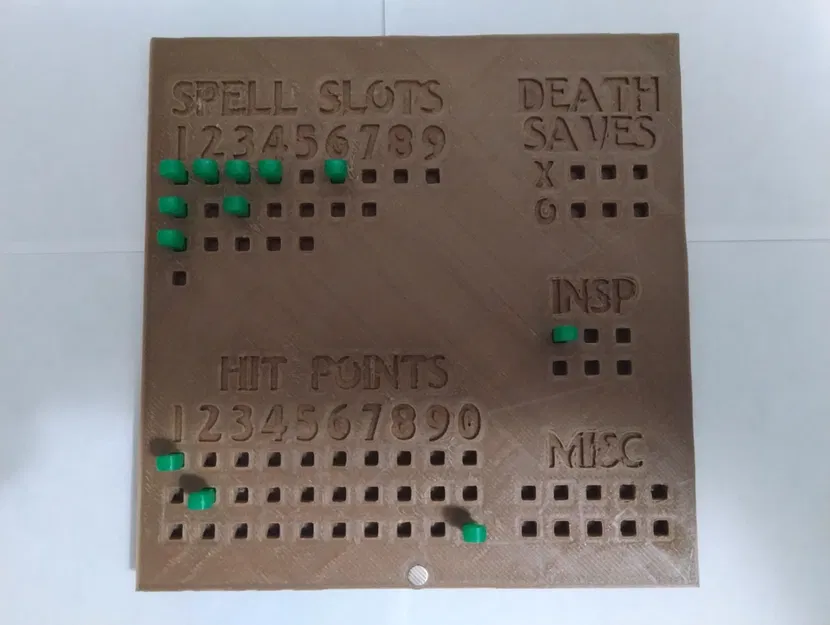 SPELL SLOTS
123456789
DEATH
SAVES
X
O
INSP
HIT POINTS
1234567890
MISC